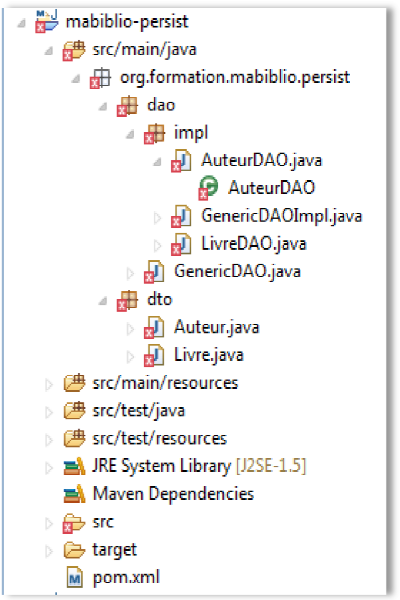 mabiblio-persist
src/main/java
org.formation.mabiblio.persist
dao
impl
AuteurDAO.java
AuteurDAO
GenericDAOImpl.java
LivreDAO.java
GenericDAO.java
dto
Auteur.java
Livre.java
src/main/resources
src/test/java
src/test/resources
JRE System Library [J2SE-1.5]
Maven Dependencies
src
target
pom.xml